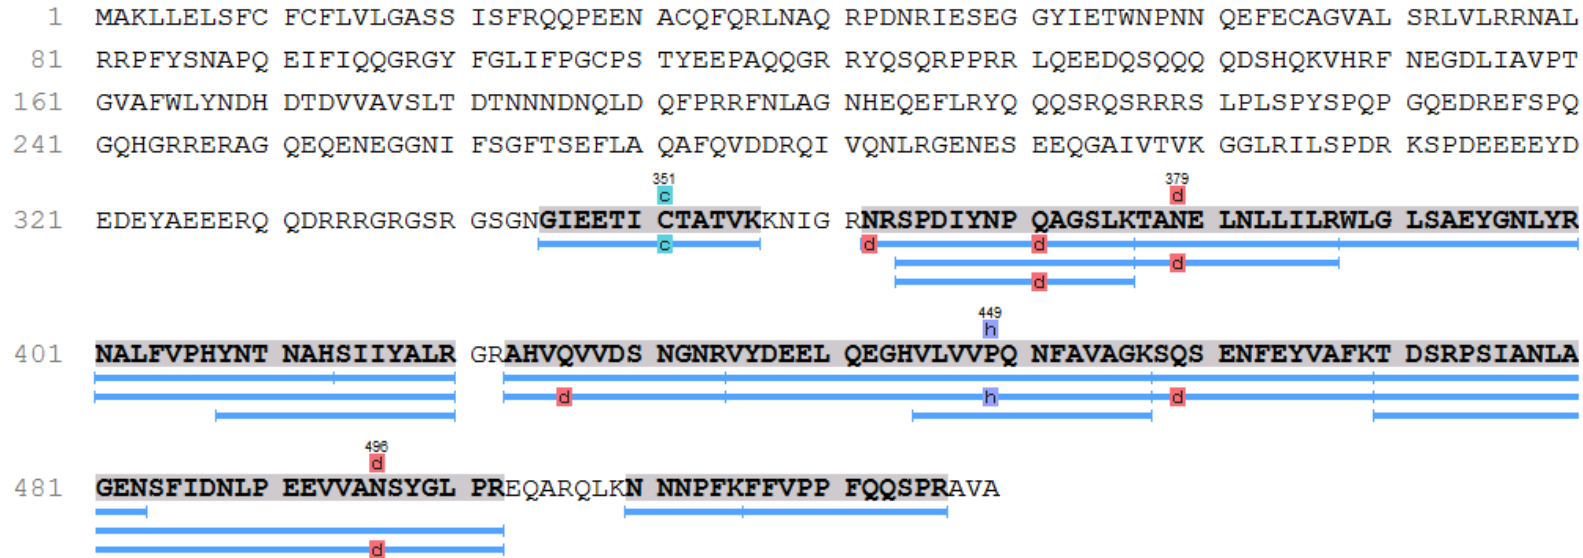 1 MAKLLELSFC FCFLVLGASS ISFRQQPEEN ACQFQRLNAQ RPDNRIESEG GYIETWNPNN QEFECAGVAL SRLVLRRNAL
81 RRPFYSNAPQ EIFIQQGRGY FGLIFPGCPS TYEEPAQQGR RYQSQRPPRR LQEEDQSQQQ QDSHQKVHRF NEGDLIAVPT
161 GVAFWLYNDH DTDVVAVSLT DTNNNDNQLD QFPRRFNLAG NHEQEFLRYQ QQSRQSRRRS LPLSPYSPQP GQEDREFSPQ
241 GQHGRRERAG QEQENEGGNI FSGFTSEFLA QAFQVDDRQI VQNLRGENES EEQGAIVTVK GGLRILSPDR KSPDEEEEYD
351 379
c d
321 EDEYAEEERQ QDRRRGRGSR GSGNGIEETI CTATVKKNIG RNRSPDIYNP QAGSLKTANE LNLLILRWLG LSAEYGNLYR
c d d
d
d
449
h
401 NALFVPHYNT NAHSIIYALR GRAHVQVVDS NGNRVYDEEL QEGHVLVVPQ NFAVAGKSQS ENFEYVAFKT DSRPSIANLA
d h d
496
d
481 GENSFIDNLP EEVVANSYGL PREQARQLKN NNPFKFFVPP FQQSPRAVA
d